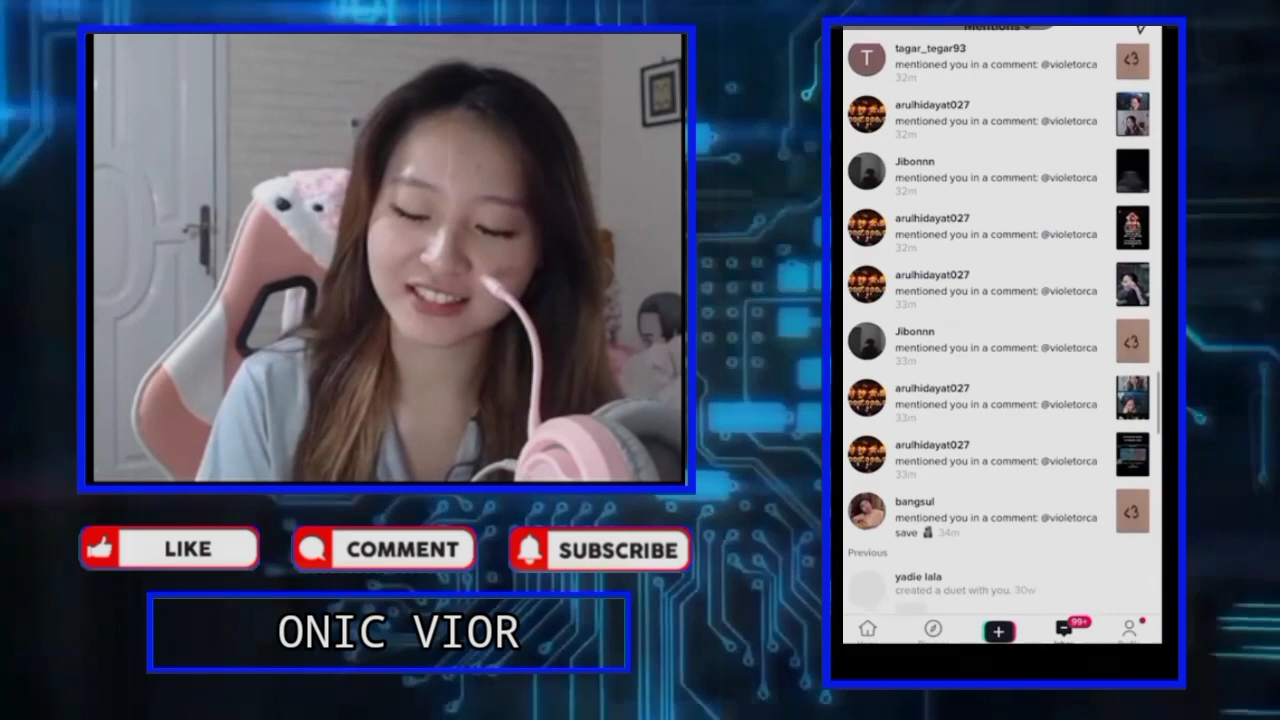 LIKE
COMMENT
SUBSCRIBE
ONIC VIOR
Mentions
T
tagar_tegar93
mentioned you in a comment: @violetorca
32m
<3
arulhidayat027
mentioned you in a comment: @violetorca
32m
Jibonnn
mentioned you in a comment: @violetorca
32m
arulhidayat027
mentioned you in a comment: @violetorca
32m
arulhidayat027
mentioned you in a comment: @violetorca
33m
Jibonnn
mentioned you in a comment: @violetorca
33m
<3
arulhidayat027
mentioned you in a comment: @violetorca
33m
arulhidayat027
mentioned you in a comment: @violetorca
33m
bangsul
mentioned you in a comment: @violetorca
save 34m
<3
Previous
yadie lala
created a duet with you. 30w
99+